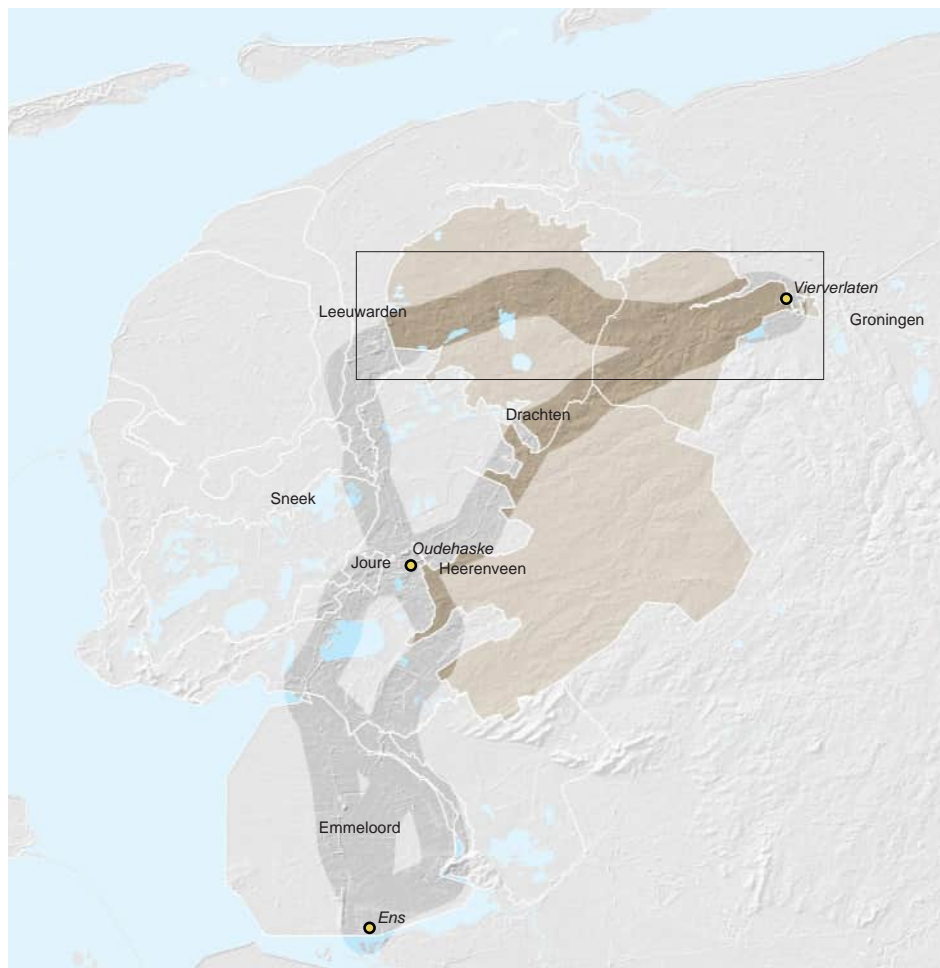 Vierverlaten
Leeuwarden
Groningen
Drachten
Sneek
Oudehaske
Joure
Heerenveen
Emmeloord
Ens